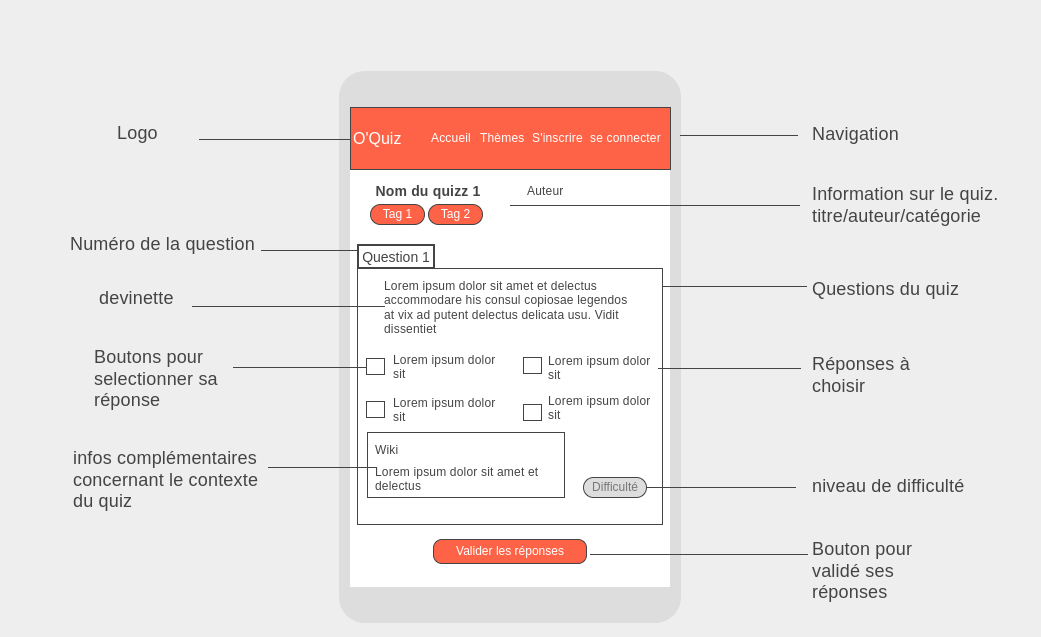 Logo
O'Quiz
Accueil
Thèmes
S'inscrire
se connecter
Navigation
Nom du quizz 1
Auteur
Tag 1
Tag 2
Information sur le quiz.
titre/auteur/catégorie
Numéro de la question
Question 1
devinette
Lorem ipsum dolor sit amet et delectus
accommodare his consul copiosae legendos
at vix ad putent delectus delicata usu. Vidit
dissentiet
Questions du quiz
Boutons pour
selectionner sa
réponse
Lorem ipsum dolor
sit
Lorem ipsum dolor
sit
Lorem ipsum dolor
sit
Lorem ipsum dolor
sit
Réponses à
choisir
infos complémentaires
concernant le contexte
du quiz
Wiki
Lorem ipsum dolor sit amet et
delectus
Difficulté
niveau de difficulté
Valider les réponses
Bouton pour
validé ses
réponses